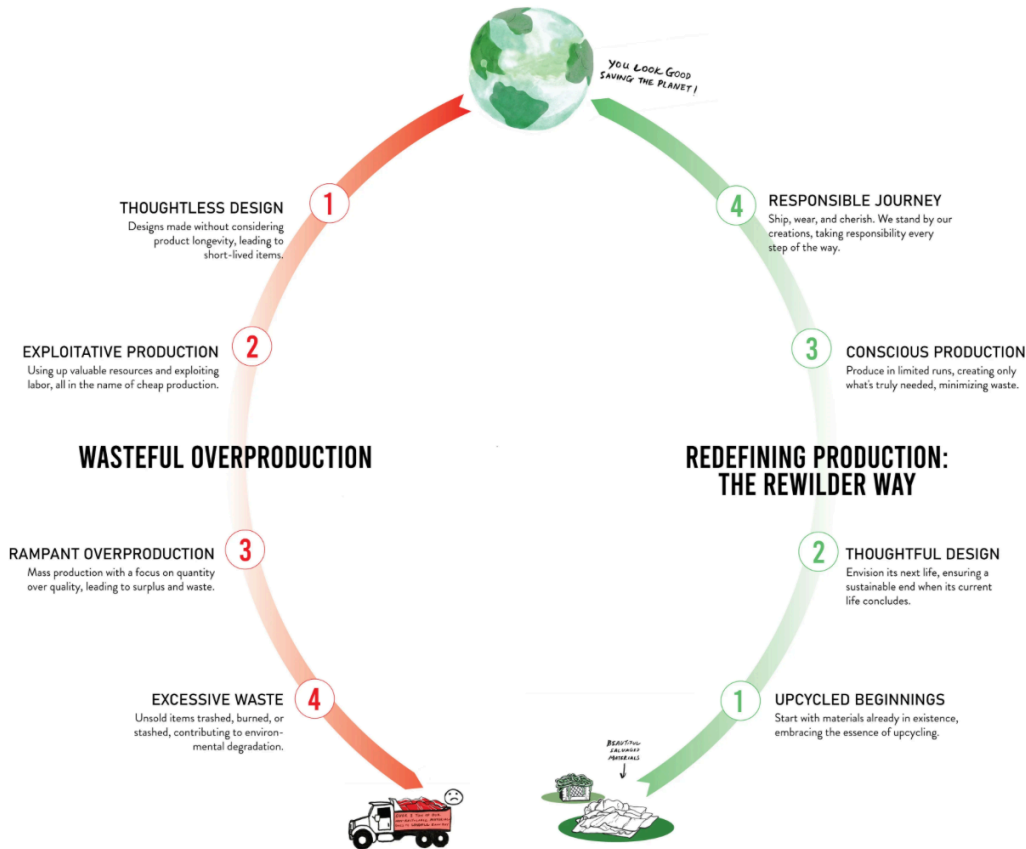 YOU LOOK GOOD
SAVING THE PLANET!
1
THOUGHTLESS DESIGN
Designs made without considering
product longevity, leading to
short-lived items.
2
EXPLOITATIVE PRODUCTION
Using up valuable resources and exploiting
labor, all in the name of cheap production.
WASTEFUL OVERPRODUCTION
3
RAMPANT OVERPRODUCTION
Mass production with a focus on quantity
over quality, leading to surplus and waste.
4
EXCESSIVE WASTE
Unsold items trashed, burned, or
stashed, contributing to environ-
mental degradation.
4
RESPONSIBLE JOURNEY
Ship, wear, and cherish. We stand by our
creations, taking responsibility every
step of the way.
3
CONSCIOUS PRODUCTION
Produce in limited runs, creating only
what's truly needed, minimizing waste.
REDEFINING PRODUCTION:
THE REWILDER WAY
2
THOUGHTFUL DESIGN
Envision its next life, ensuring a
sustainable end when its current
life concludes.
1
UPCYCLED BEGINNINGS
Start with materials already in existence,
embracing the essence of upcycling.
BEAUTIFUL
SALVAGED
MATERIALS